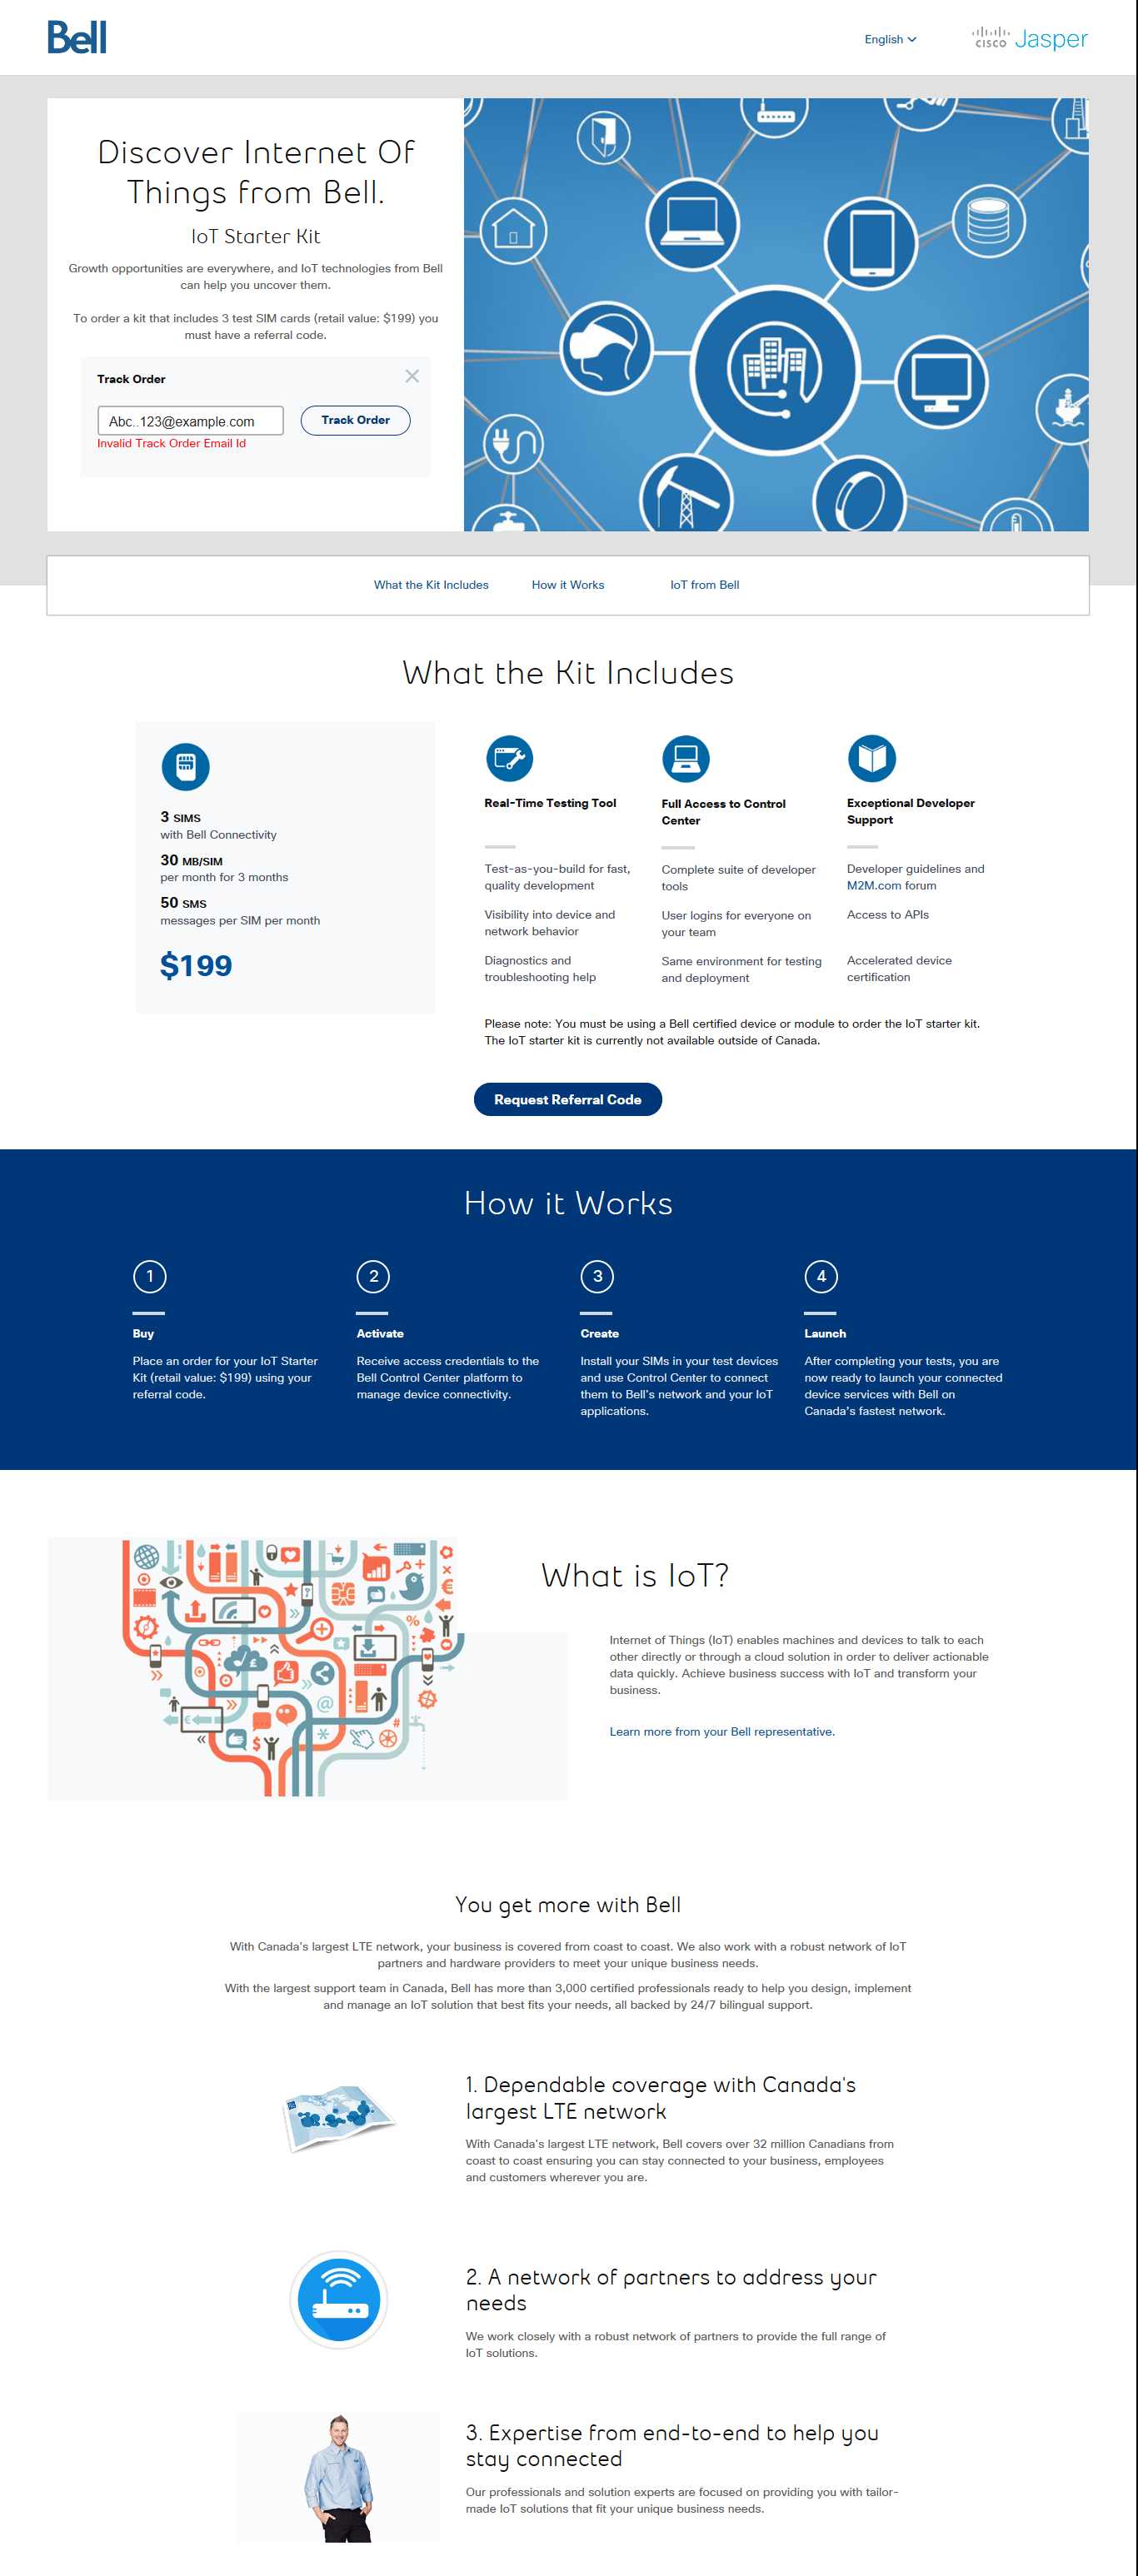 Bell
English
CISCO Jasper
Discover Internet Of
Things from Bell.
IoT Starter Kit
Growth opportunities are everywhere, and IoT technologies from Bell
can help you uncover them.
To order a kit that includes 3 test SIM cards (retail value: $199) you
must have a referral code.
Track Order
Abc..123@example.com
Track Order
Invalid Track Order Email Id
What the Kit Includes
How it Works
IoT from Bell
What the Kit Includes
3 SIMS
with Bell Connectivity
30 MB/SIM
per month for 3 months
50 SMS
messages per SIM per month
$199
Real-Time Testing Tool
Test-as-you-build for fast,
quality development
Visibility into device and
network behavior
Diagnostics and
troubleshooting help
Full Access to Control
Center
Complete suite of developer
tools
User logins for everyone on
your team
Same environment for testing
and deployment
Exceptional Developer
Support
Developer guidelines and
M2M.com forum
Access to APIs
Accelerated device
certification
Please note: You must be using a Bell certified device or module to order the IoT starter kit.
The IoT starter kit is currently not available outside of Canada.
Request Referral Code
How it Works
1
Buy
Place an order for your IoT Starter
Kit (retail value: $199) using your
referral code.
2
Activate
Receive access credentials to the
Bell Control Center platform to
manage device connectivity.
3
Create
Install your SIMs in your test devices
and use Control Center to connect
them to Bell's network and your IoT
applications.
4
Launch
After completing your tests, you are
now ready to launch your connected
device services with Bell on
Canada's fastest network.
What is IoT?
Internet of Things (IoT) enables machines and devices to talk to each
other directly or through a cloud solution in order to deliver actionable
data quickly. Achieve business success with IoT and transform your
business.
Learn more from your Bell representative.
You get more with Bell
With Canada's largest LTE network, your business is covered from coast to coast. We also work with a robust network of IoT
partners and hardware providers to meet your unique business needs.
With the largest support team in Canada, Bell has more than 3,000 certified professionals ready to help you design, implement
and manage an IoT solution that best fits your needs, all backed by 24/7 bilingual support.
1. Dependable coverage with Canada's
largest LTE network
With Canada's largest LTE network, Bell covers over 32 million Canadians from
coast to coast ensuring you can stay connected to your business, employees
and customers wherever you are.
2. A network of partners to address your
needs
We work closely with a robust network of partners to provide the full range of
IoT solutions.
3. Expertise from end-to-end to help you
stay connected
Our professionals and solution experts are focused on providing you with tailor-
made IoT solutions that fit your unique business needs.